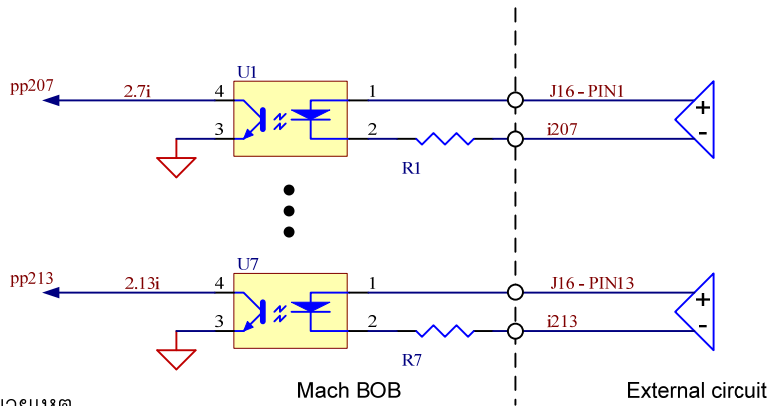 U1
pp207
2.7i
4
1
J16 - PIN1
+
3
2
i207
-
R1
U7
pp213
2.13i
4
1
J16 - PIN13
+
3
2
i213
-
R7
Mach BOB
External circuit